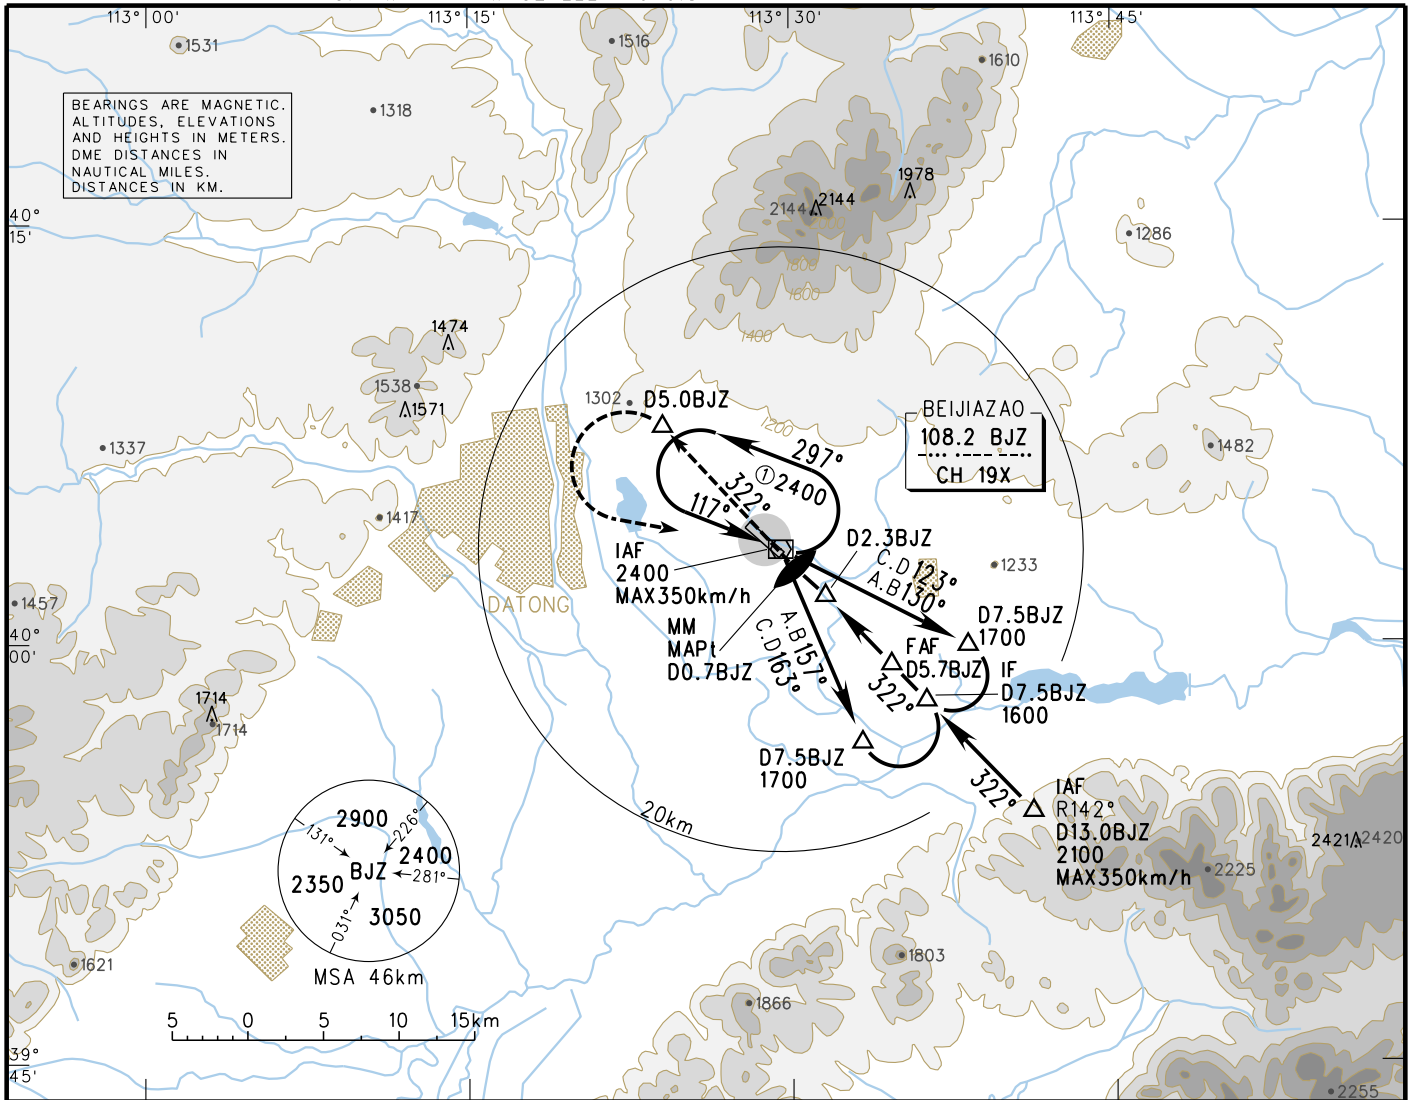 113°00'
113°15'
113°30'
113°45'
1531
1516
1610
1318
BEARINGS ARE MAGNETIC.
ALTITUDES, ELEVATIONS
AND HEIGHTS IN METERS.
DME DISTANCES IN
NAUTICAL MILES.
DISTANCES IN KM.
1978
2144
2144
40°
15'
1286
1800
1600
1400
1474
1538
1571
1302
D5.0BJZ
1200
BEIJIAZAO
108.2 BJZ
CH 19X
1337
1482
297°
①2400
322°
117°
1417
D2.3BJZ
C.D123°
A.B130°
1233
IAF
2400
MAX350km/h
1457
DATONG
MM
MAPt
D0.7BJZ
A.B157°
C.D163°
D7.5BJZ
1700
40°
00'
FAF
D5.7BJZ
IF
D7.5BJZ
1600
322°
1714
1714
D7.5BJZ
1700
322°
IAF
R142°
D13.0BJZ
2100
MAX350km/h
20km
2421
2420
2225
2900
131°
226°
BJZ
2400
281°
2350
031°
3050
MSA 46km
1621
1803
1866
5 0 5 10 15km
39°
45'
2255